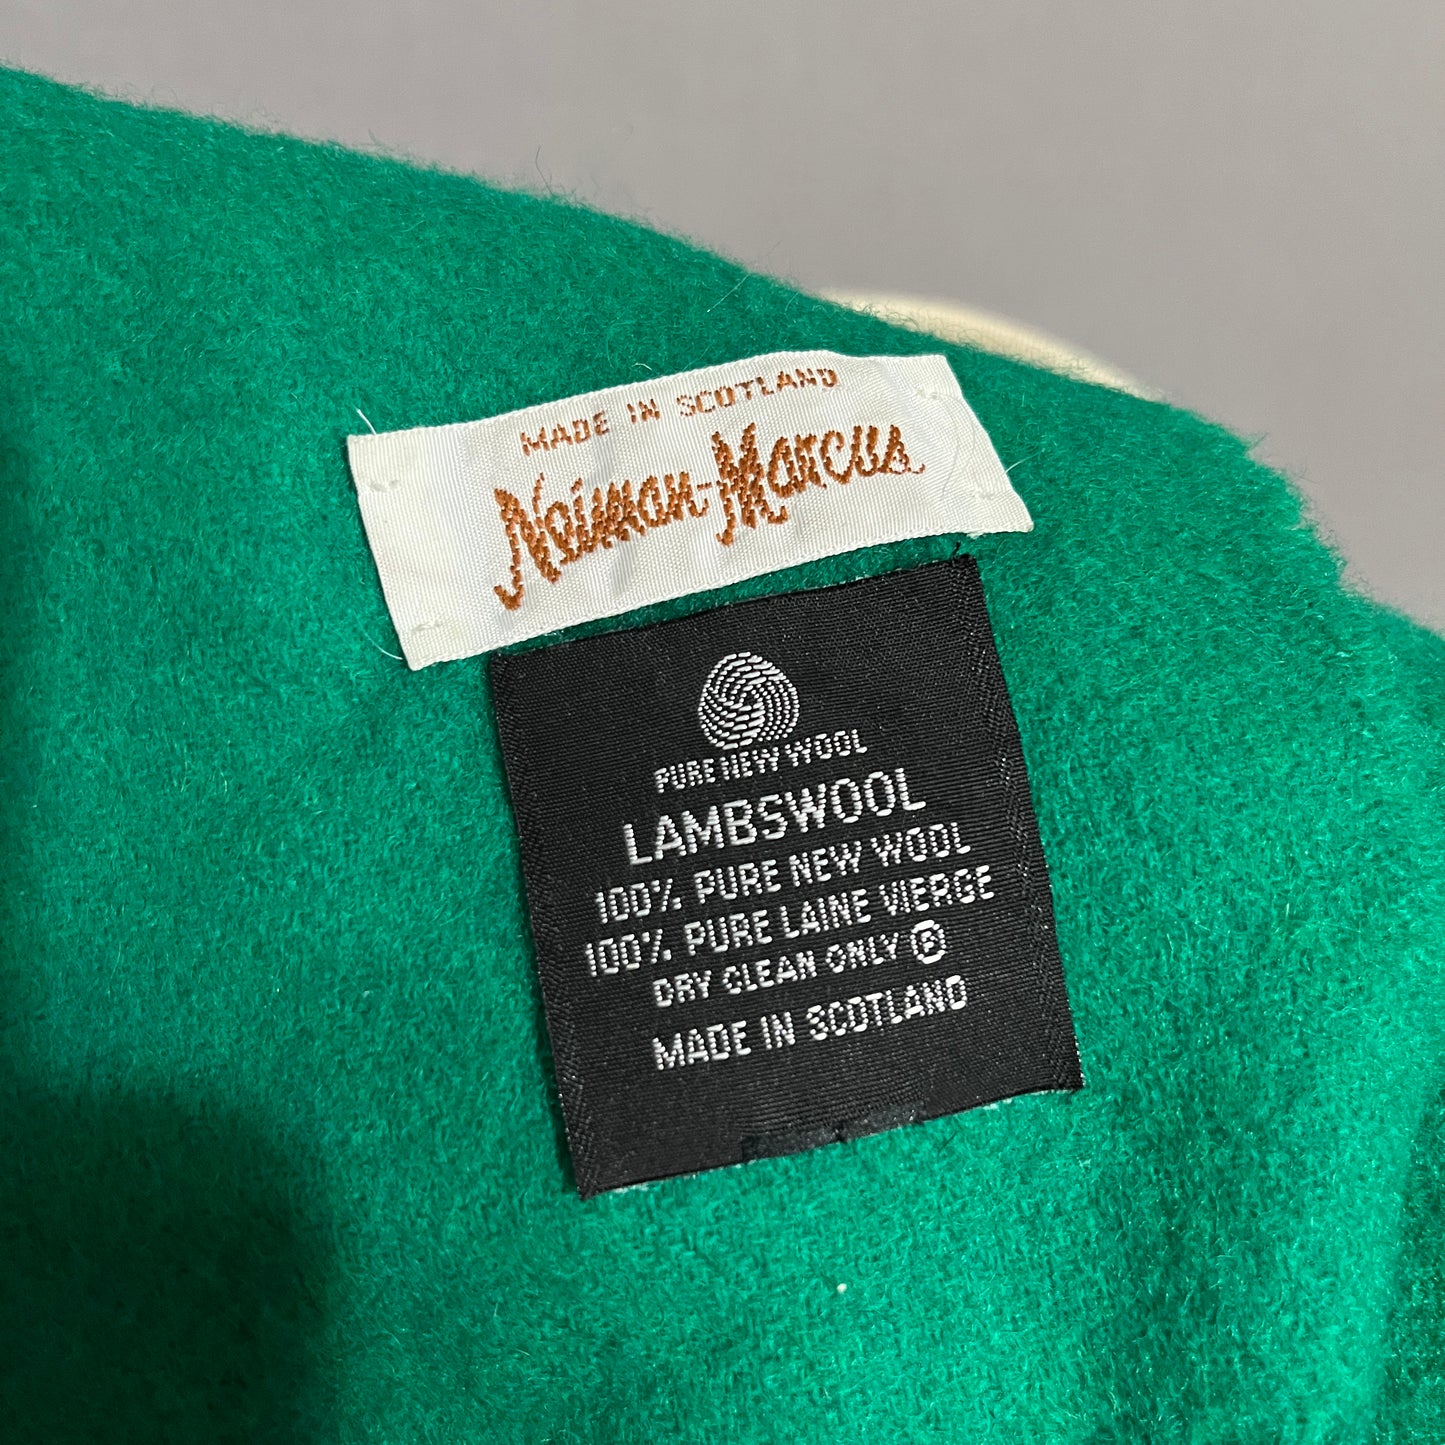 MADE IN SCOTLAND
Neiman-Marcus
PURE NEW WOOL
LAMBSWOOL
100% PURE NEW WOOL
100% PURE LAINE VIERGE
DRY CLEAN ONLY Ⓟ
MADE IN SCOTLAND